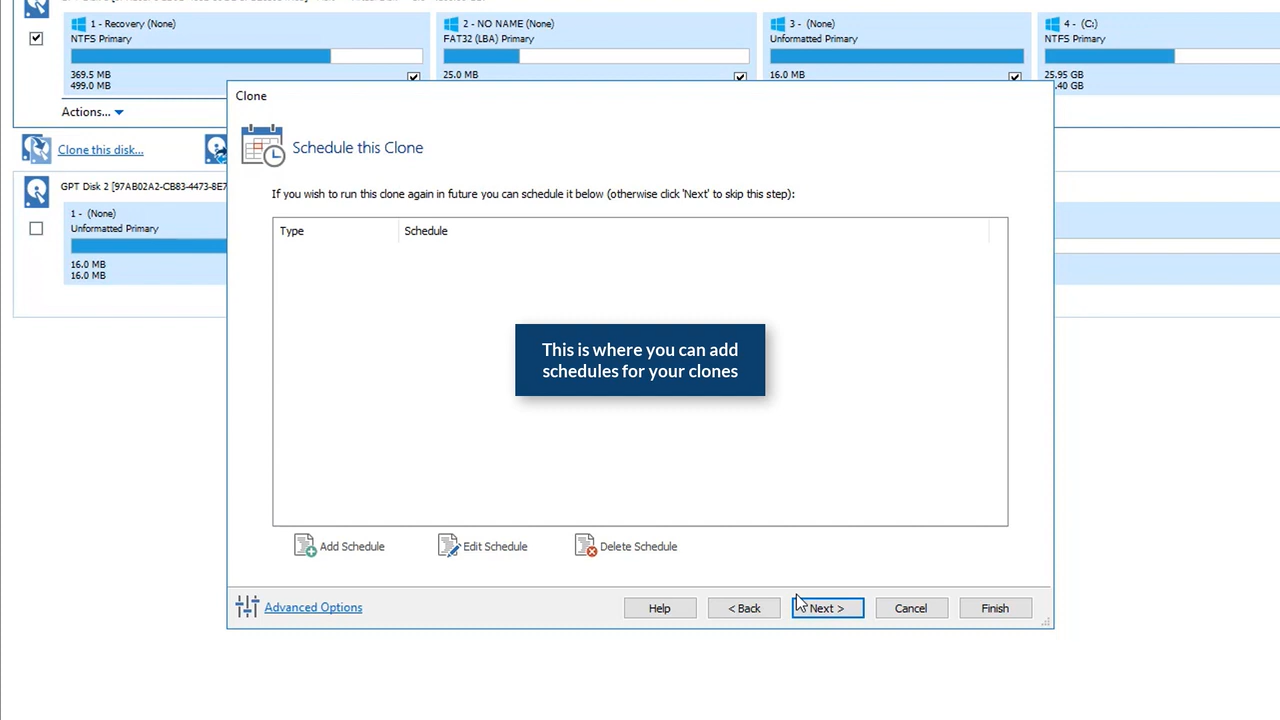 1 - Recovery (None)
NTFS Primary
369.5 MB
499.0 MB
2 - NO NAME (None)
FAT32 (LBA) Primary
25.0 MB
3 - (None)
Unformatted Primary
16.0 MB
4 - (C:)
NTFS Primary
25.95 GB
.40 GB
Actions...
Clone this disk...
GPT Disk 2 [97AB02A2-CB83-4473-8E7
1 - (None)
Unformatted Primary
16.0 MB
16.0 MB
Clone
Schedule this Clone
If you wish to run this clone again in future you can schedule it below (otherwise click 'Next' to skip this step):
Type Schedule
This is where you can add
schedules for your clones
Add Schedule Edit Schedule Delete Schedule
Advanced Options
Help < Back Next > Cancel Finish